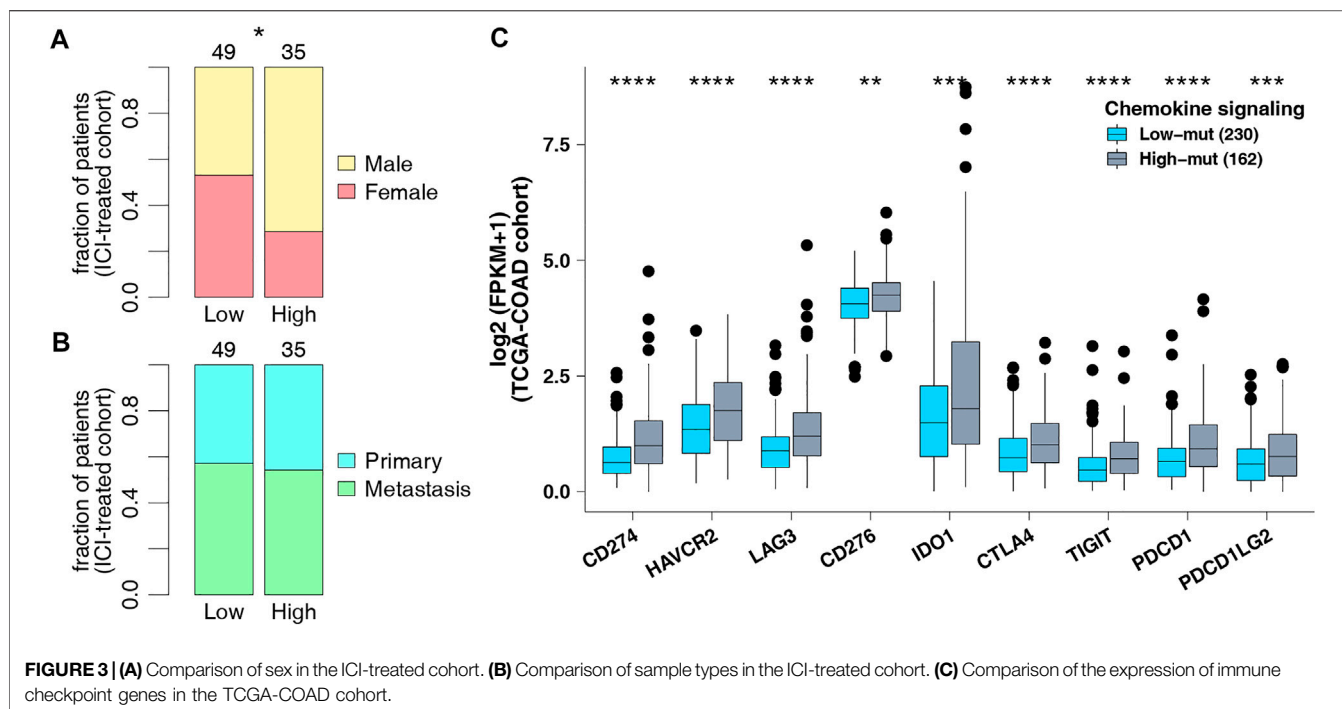 A
*
49 35
fraction of patients
(ICI-treated cohort)
0.8
0.4
0.0
Low High
Male
Female
B
49 35
fraction of patients
(ICI-treated cohort)
0.8
0.4
0.0
Low High
Primary
Metastasis
C
**** **** **** ** *** **** **** **** ***
Chemokine signaling
Low-mut (230)
High-mut (162)
log2 (FPKM+1)
(TCGA-COAD cohort)
7.5
5.0
2.5
0.0
CD274 HAVCR2 LAG3 CD276 IDO1 CTLA4 TIGIT PDCD1 PDCD1LG2
FIGURE 3 | (A) Comparison of sex in the ICI-treated cohort. (B) Comparison of sample types in the ICI-treated cohort. (C) Comparison of the expression of immune
checkpoint genes in the TCGA-COAD cohort.